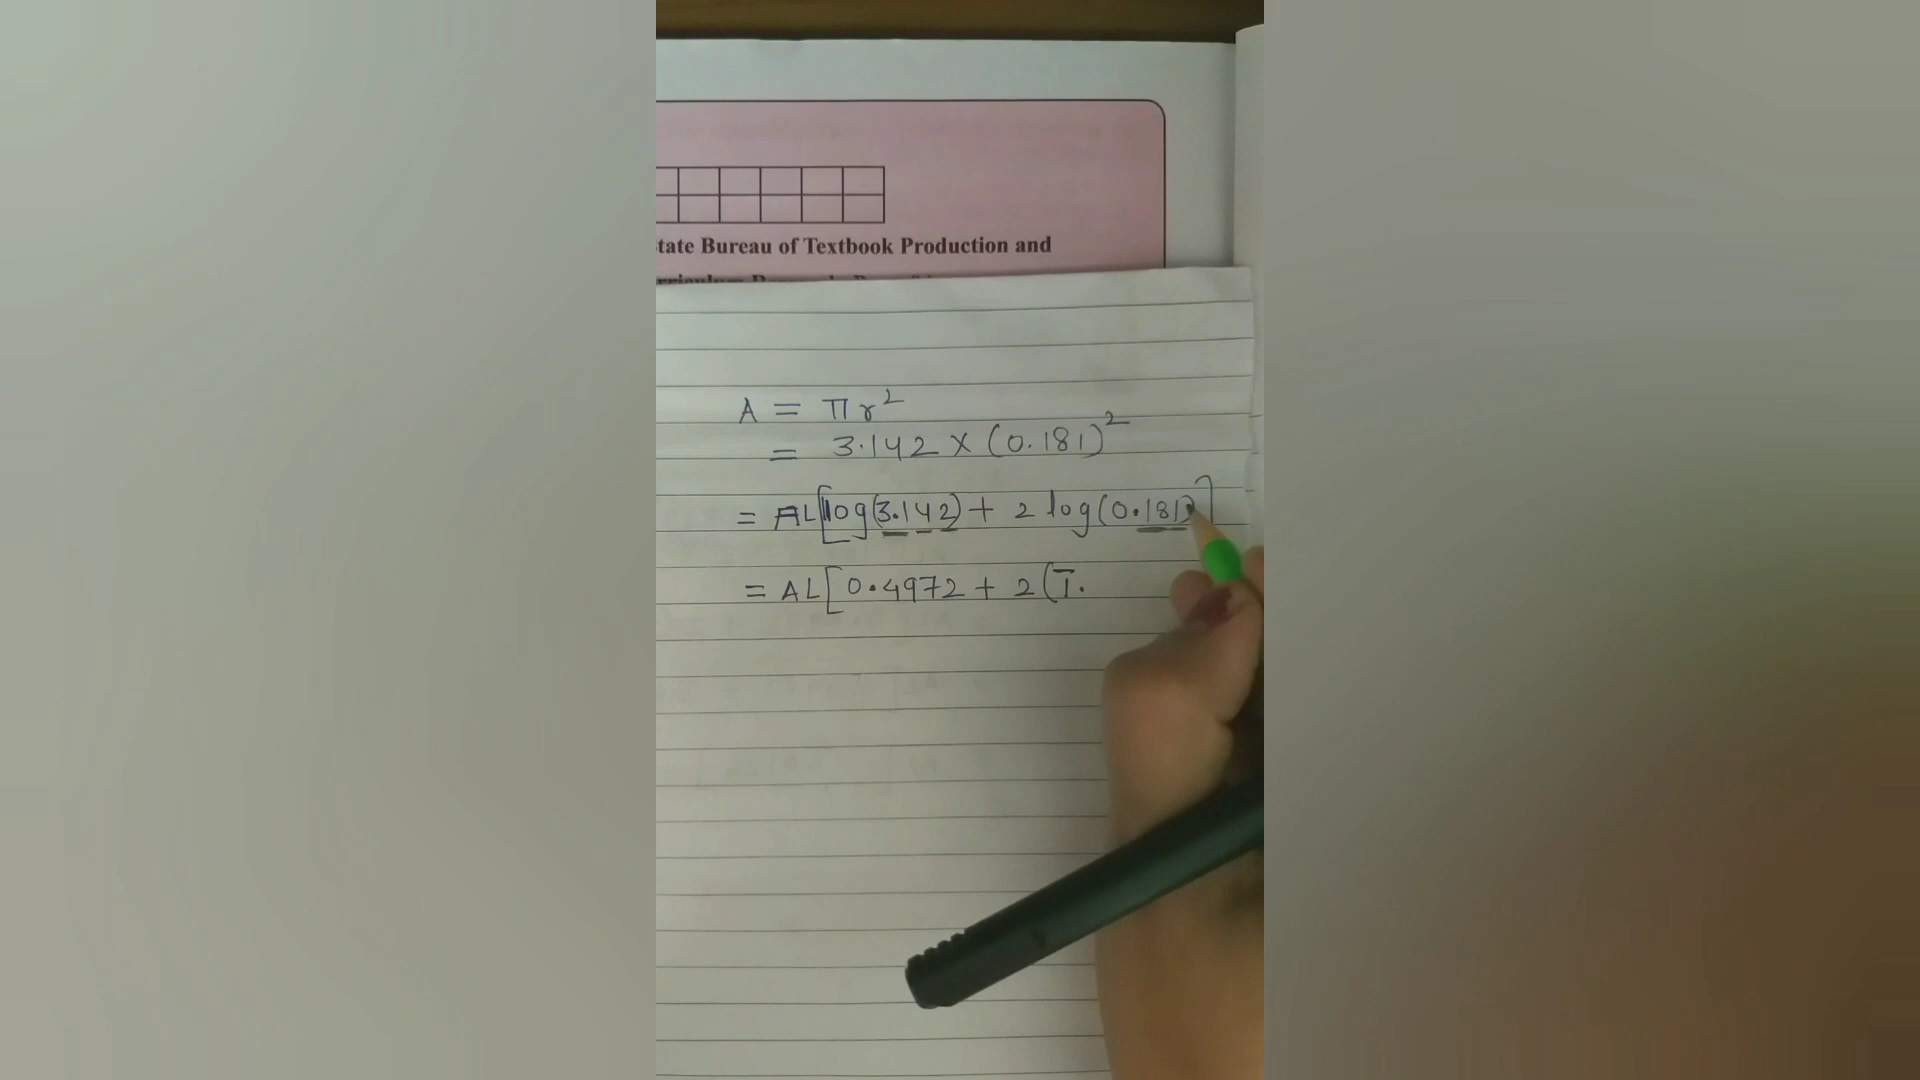 tate Bureau of Textbook Production and
A = πr²
= 3.142 × (0.181)²
= AL[log(3.142) + 2 log(0.181)]
= AL[0.4972 + 2(1̅.